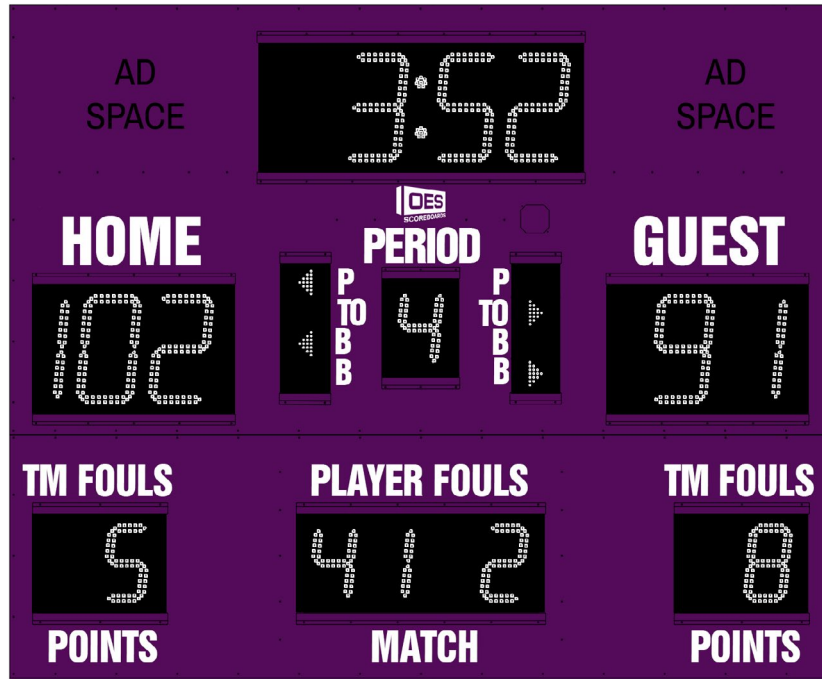 AD
SPACE
3:52
AD
SPACE
OES
SCOREBOARDS
HOME
PERIOD
GUEST
102
P
TO
B
B
4
P
TO
B
B
91
TM FOULS
PLAYER FOULS
TM FOULS
5
41 2
8
POINTS
MATCH
POINTS